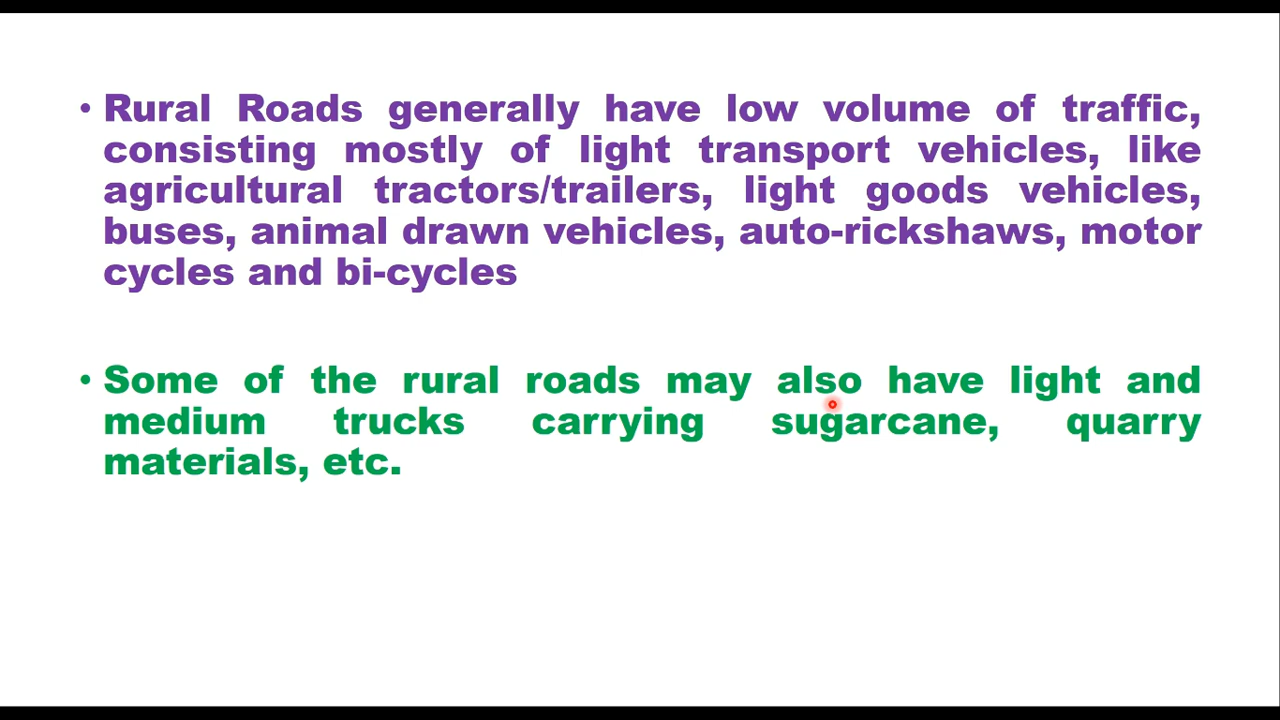 • Rural Roads generally have low volume of traffic,
consisting mostly of light transport vehicles, like
agricultural tractors/trailers, light goods vehicles,
buses, animal drawn vehicles, auto-rickshaws, motor
cycles and bi-cycles
• Some of the rural roads may also have light and
medium trucks carrying sugarcane, quarry
materials, etc.